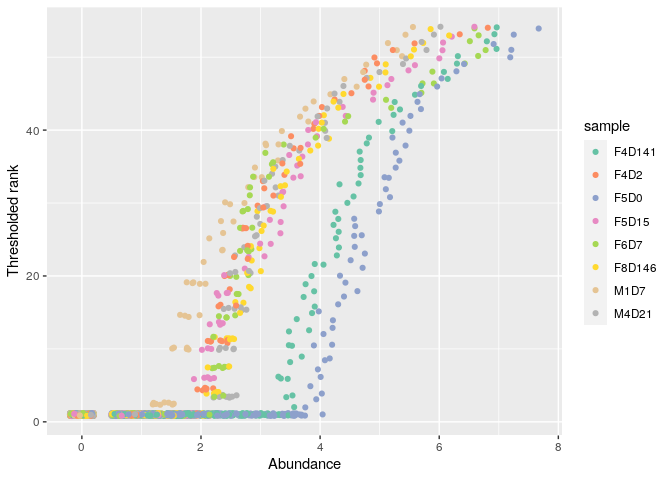 40
20
0
0
2
4
6
8
Thresholded rank
Abundance
sample
F4D141
F4D2
F5D0
F5D15
F6D7
F8D146
M1D7
M4D21